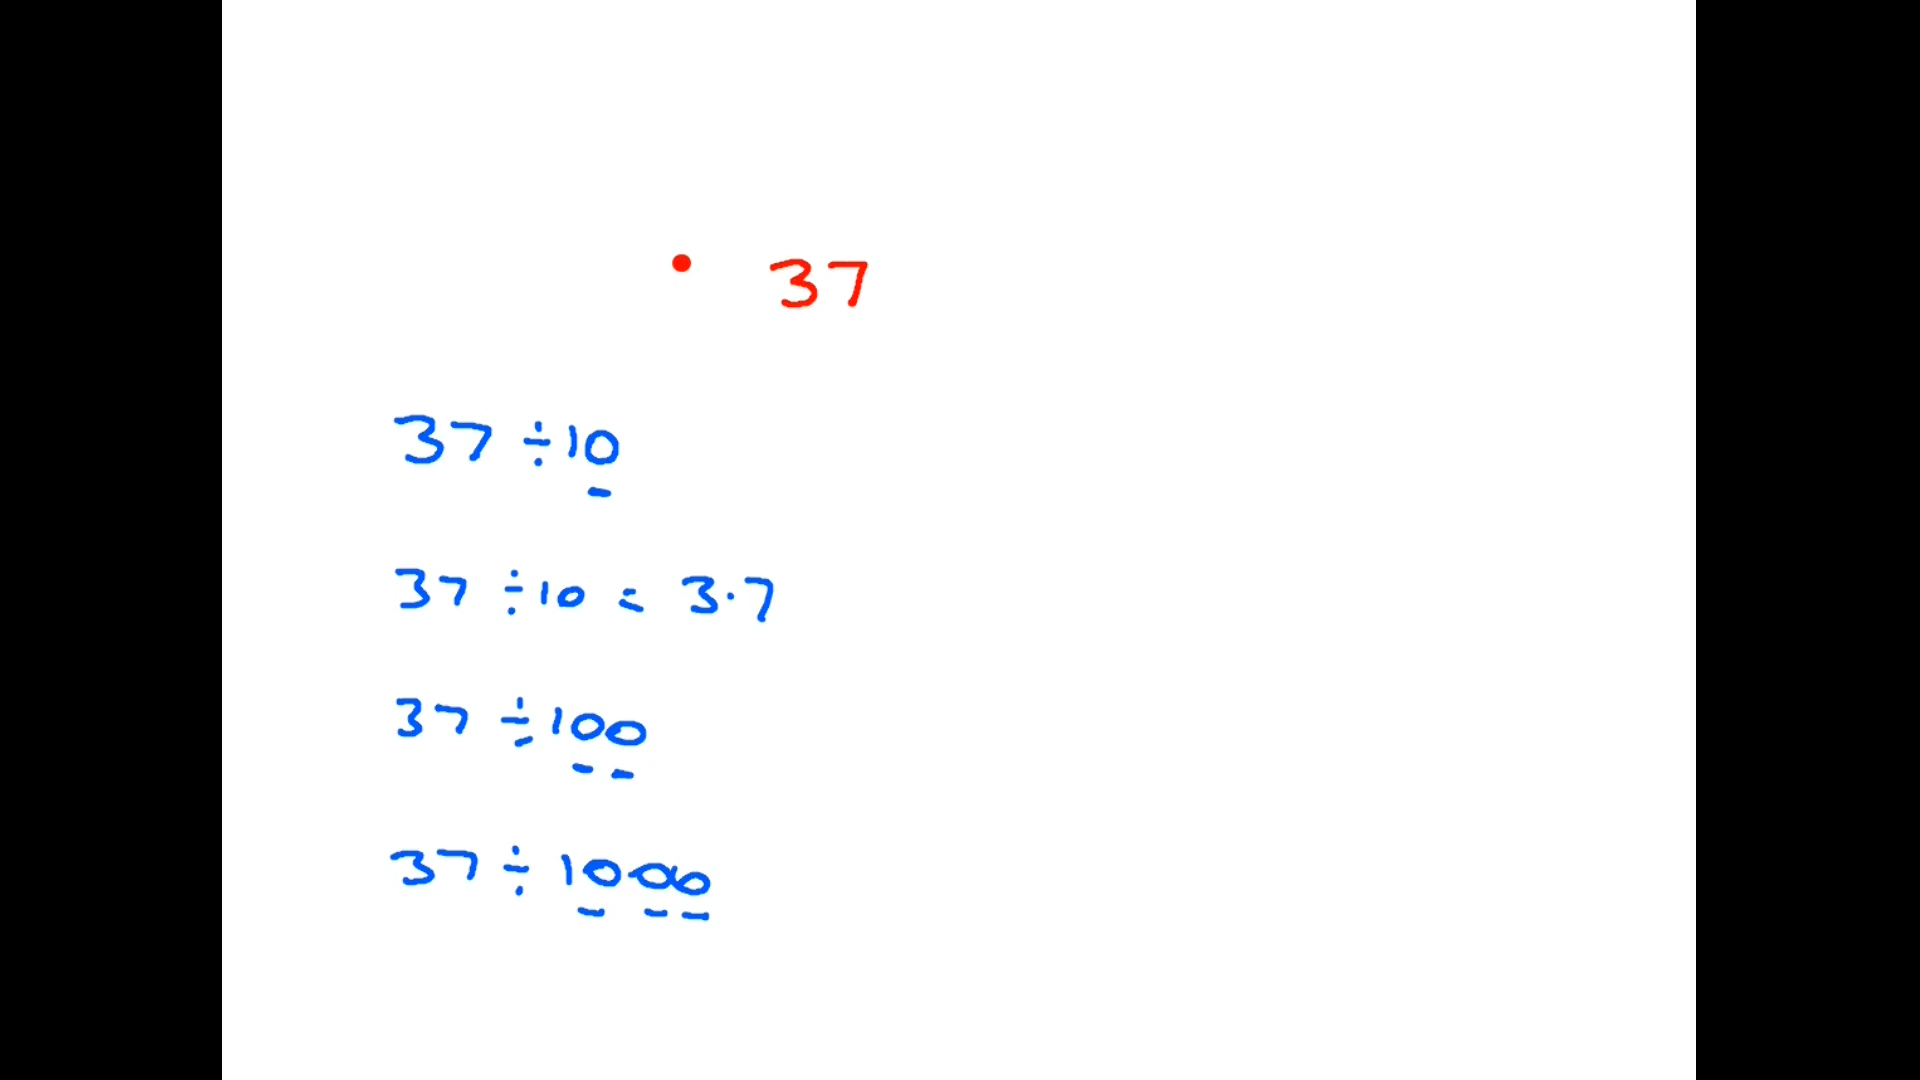 37
37 ÷ 10
37 ÷ 10 = 3·7
37 ÷ 100
37 ÷ 1000